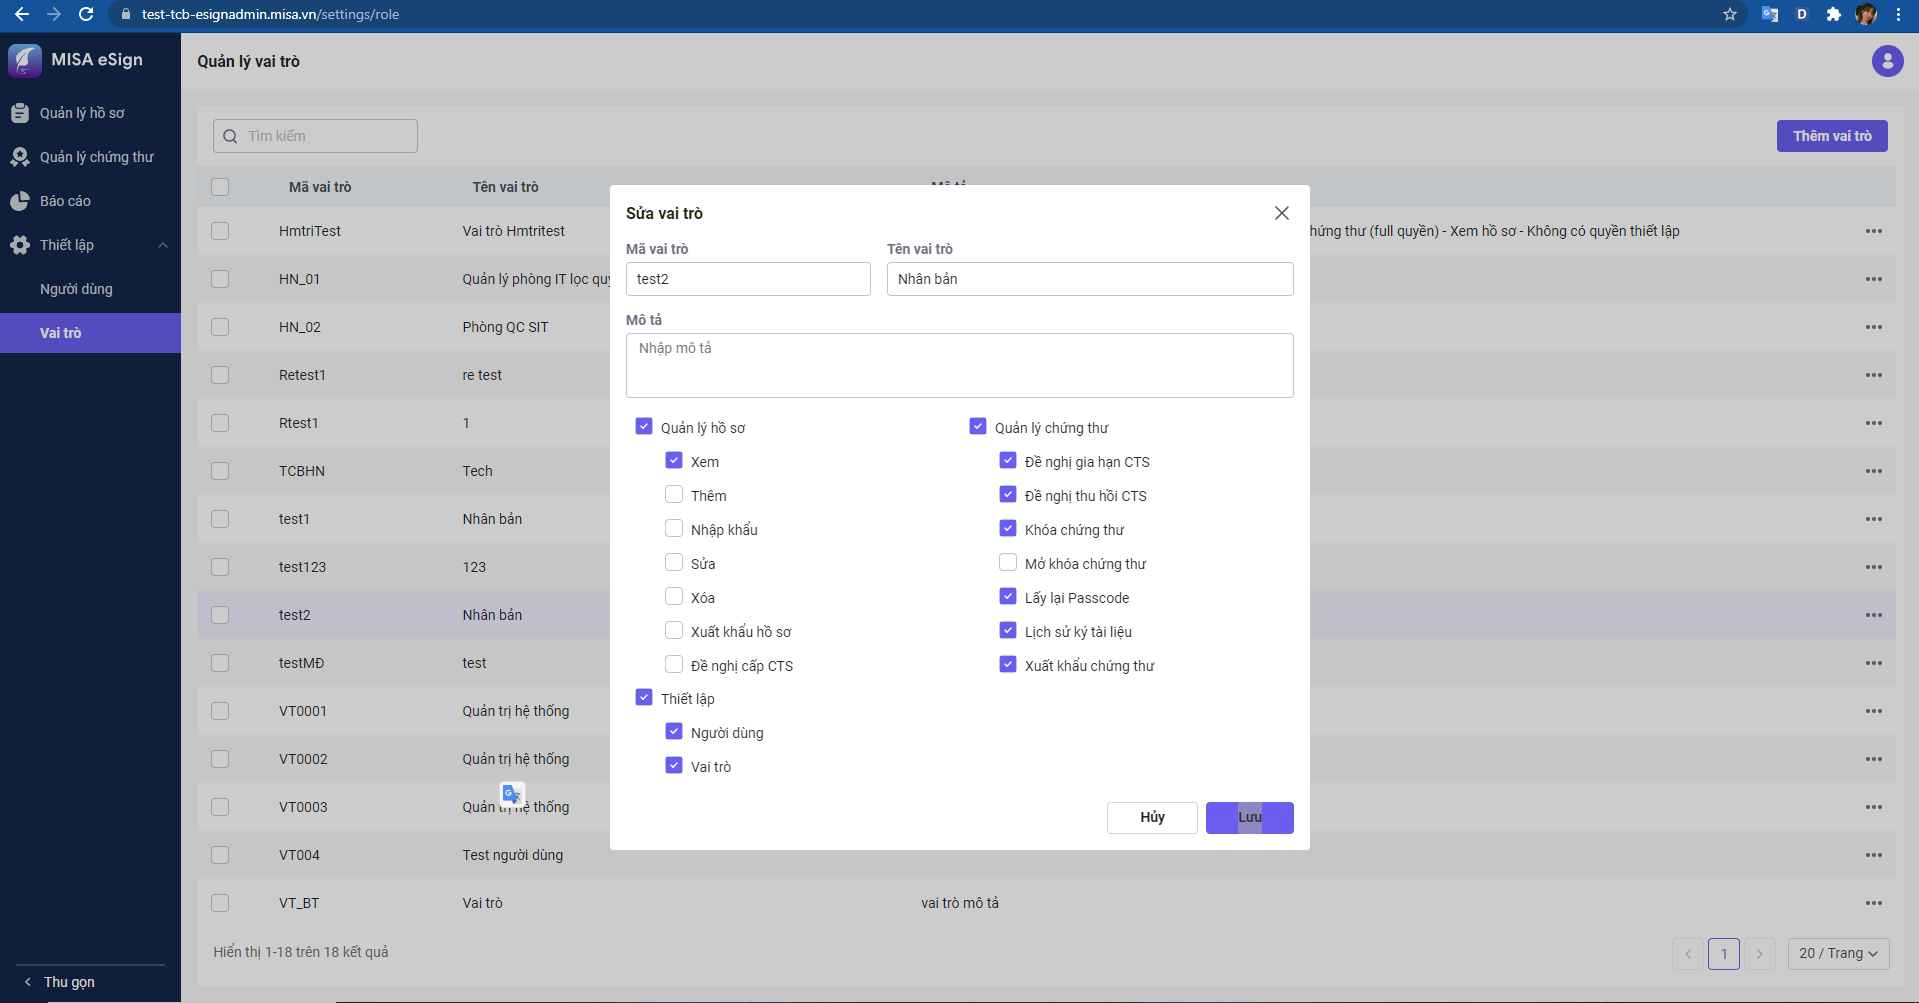 test-tcb-esignadmin.misa.vn/settings/role
MISA eSign
Quản lý hồ sơ
Quản lý chứng thư
Báo cáo
Thiết lập
Người dùng
Vai trò
Thu gọn
Quản lý vai trò
Tìm kiếm
Thêm vai trò
Mã vai trò Tên vai trò
HmtriTest Vai trò Hmtritest hứng thư (full quyền) - Xem hồ sơ - Không có quyền thiết lập
HN_01 Quản lý phòng IT lọc quy
HN_02 Phòng QC SIT
Retest1 re test
Rtest1 1
TCBHN Tech
test1 Nhân bản
test123 123
test2 Nhân bản
testMĐ test
VT0001 Quản trị hệ thống
VT0002 Quản trị hệ thống
VT0003 Quản trị hệ thống
VT004 Test người dùng
VT_BT Vai trò vai trò mô tả
Hiển thị 1-18 trên 18 kết quả
1
20 / Trang
Sửa vai trò
Mã vai trò Tên vai trò
test2 Nhân bản
Mô tả
Nhập mô tả
Quản lý hồ sơ
Xem
Thêm
Nhập khẩu
Sửa
Xóa
Xuất khẩu hồ sơ
Đề nghị cấp CTS
Thiết lập
Người dùng
Vai trò
Quản lý chứng thư
Đề nghị gia hạn CTS
Đề nghị thu hồi CTS
Khóa chứng thư
Mở khóa chứng thư
Lấy lại Passcode
Lịch sử ký tài liệu
Xuất khẩu chứng thư
Hủy Lưu